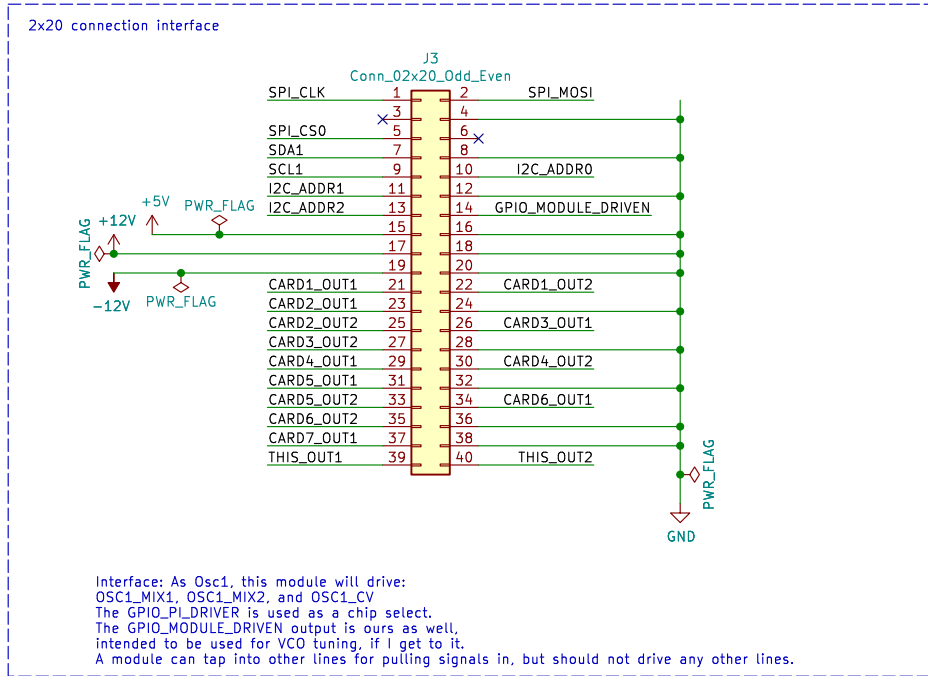 2x20 connection interface
J3
Conn_02x20_Odd_Even
SPI_CLK 1 2 SPI_MOSI
3 4
SPI_CS0 5 6
SDA1 7 8
SCL1 9 10 I2C_ADDR0
I2C_ADDR1 11 12
I2C_ADDR2 13 14 GPIO_MODULE_DRIVEN
+5V PWR_FLAG 15 16
PWR_FLAG +12V 17 18
19 20
-12V PWR_FLAG
CARD1_OUT1 21 22 CARD1_OUT2
CARD2_OUT1 23 24
CARD2_OUT2 25 26 CARD3_OUT1
CARD3_OUT2 27 28
CARD4_OUT1 29 30 CARD4_OUT2
CARD5_OUT1 31 32
CARD5_OUT2 33 34 CARD6_OUT1
CARD6_OUT2 35 36
CARD7_OUT1 37 38
THIS_OUT1 39 40 THIS_OUT2
PWR_FLAG
GND
Interface: As Osc1, this module will drive:
OSC1_MIX1, OSC1_MIX2, and OSC1_CV
The GPIO_PI_DRIVER is used as a chip select.
The GPIO_MODULE_DRIVEN output is ours as well,
intended to be used for VCO tuning, if I get to it.
A module can tap into other lines for pulling signals in, but should not drive any other lines.